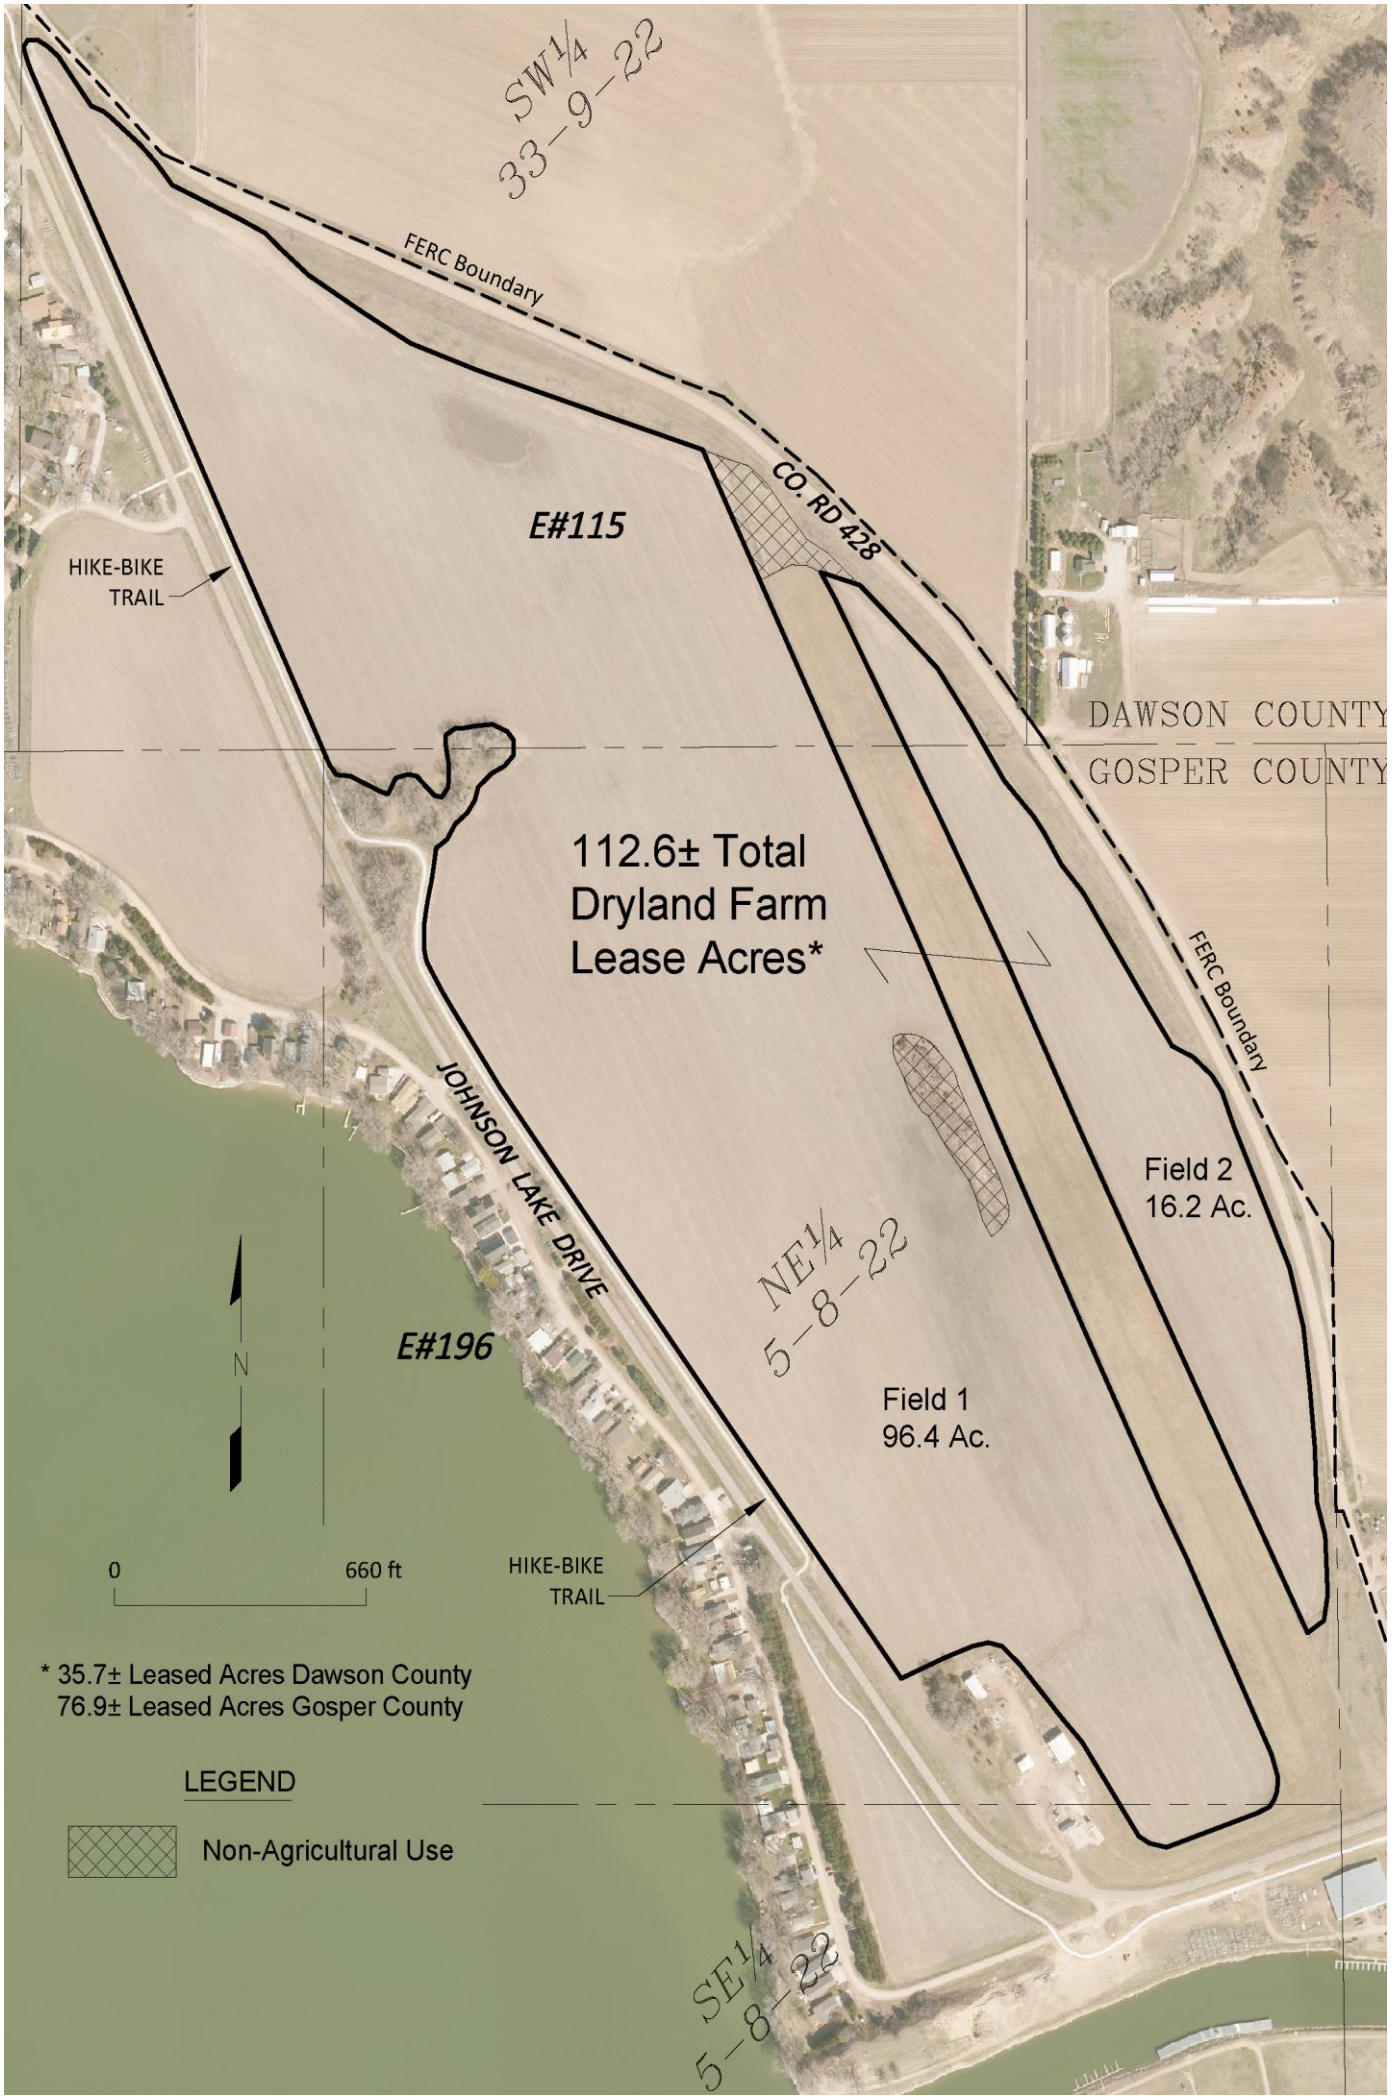 SW¼
33-9-22
FERC Boundary
CO. RD 428
E#115
HIKE-BIKE
TRAIL
DAWSON COUNTY
GOSPER COUNTY
112.6± Total
Dryland Farm
Lease Acres*
FERC Boundary
JOHNSON LAKE DRIVE
Field 2
16.2 Ac.
NE¼
5-8-22
E#196
N
Field 1
96.4 Ac.
0 660 ft
HIKE-BIKE
TRAIL
* 35.7± Leased Acres Dawson County
76.9± Leased Acres Gosper County
LEGEND
Non-Agricultural Use
SE¼
5-8-22